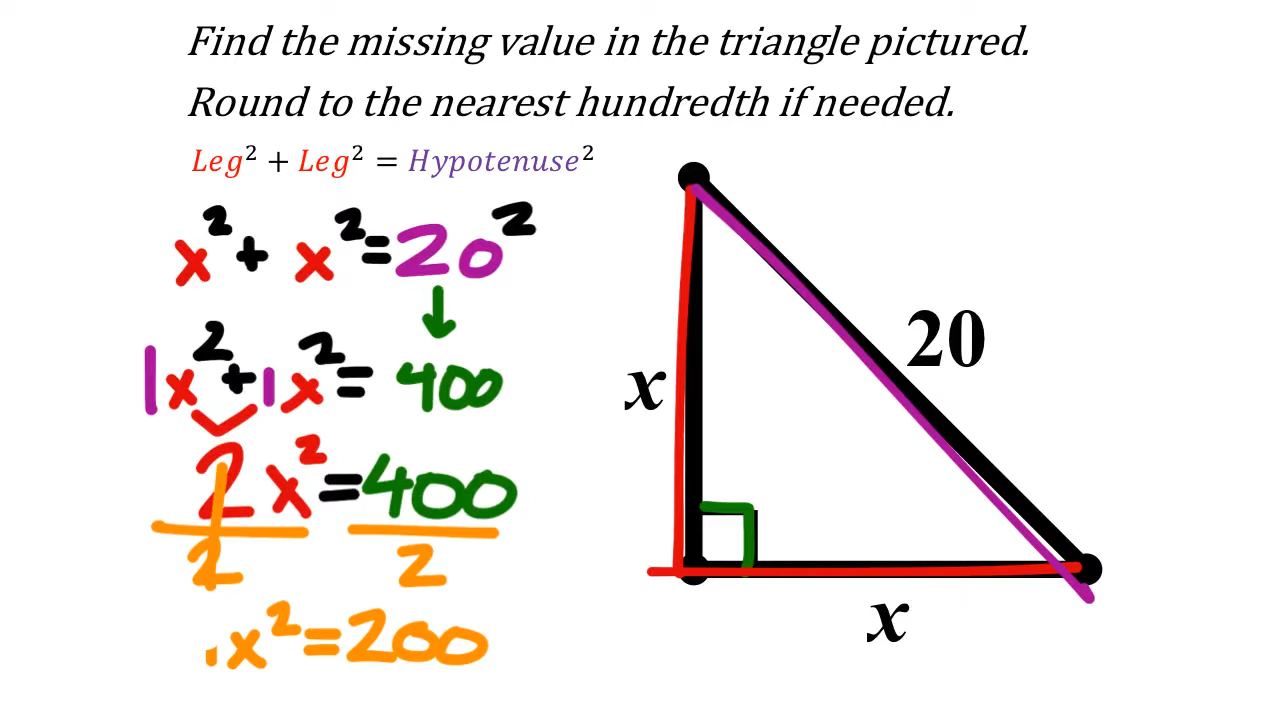 Find the missing value in the triangle pictured.
Round to the nearest hundredth if needed.
Leg² + Leg² = Hypotenuse²
x² + x² = 20²
1x² + 1x² = 400
2x² = 400
2 2
1x² = 200
x
20
x